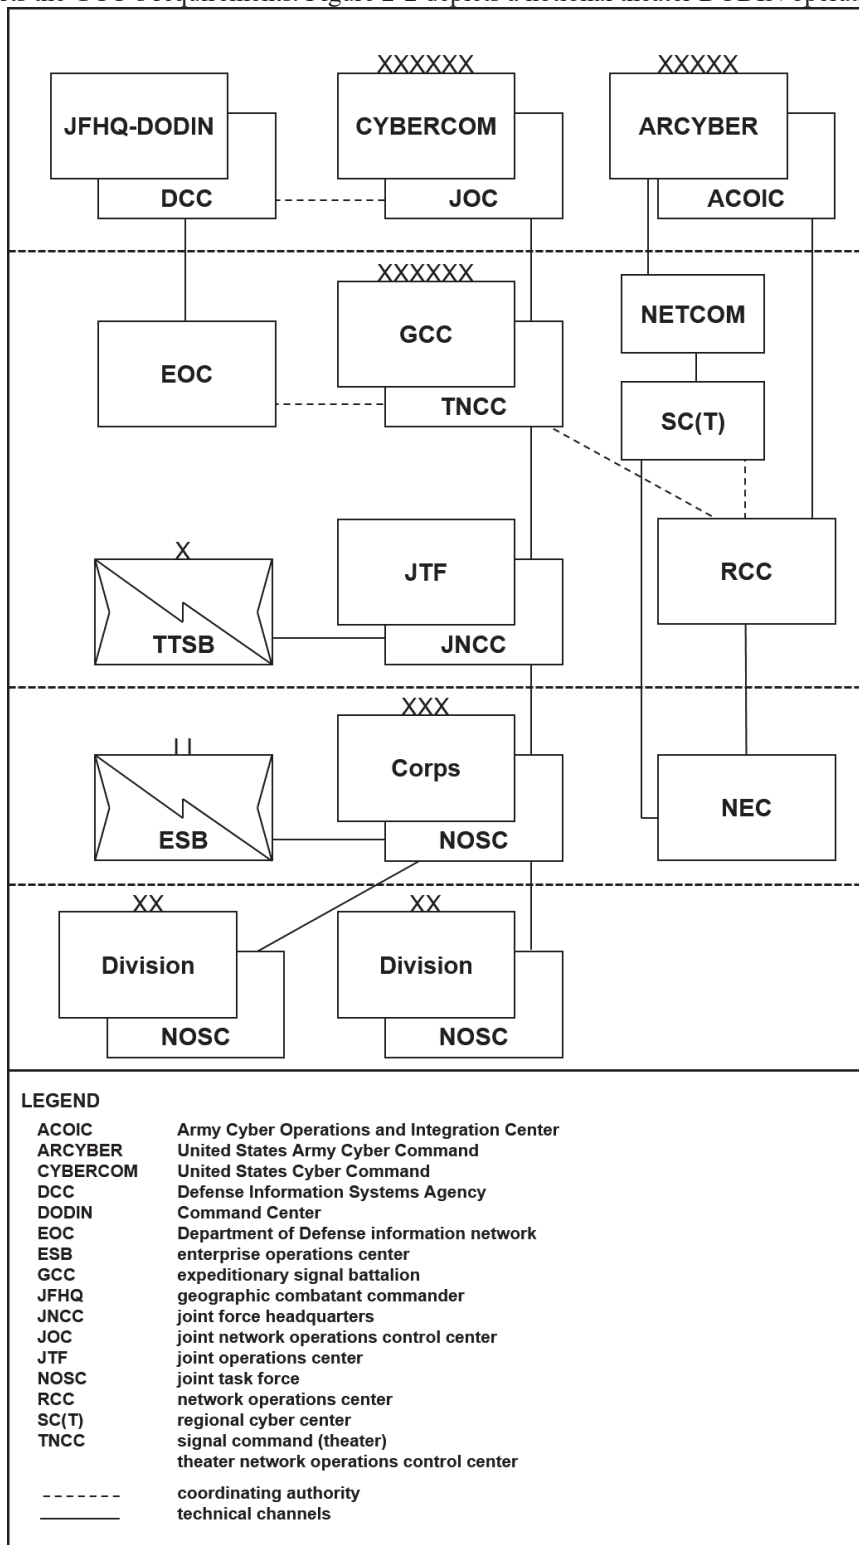 XXXXXX XXXXX
JFHQ-DODIN CYBERCOM ARCYBER
DCC JOC ACOIC
XXXXXX
GCC NETCOM
EOC
TNCC SC(T)
X
JTF RCC
TTSB JNCC
XXX
II
Corps
NEC
ESB NOSC
XX XX
Division Division
NOSC NOSC
LEGEND
ACOIC Army Cyber Operations and Integration Center
ARCYBER United States Army Cyber Command
CYBERCOM United States Cyber Command
DCC Defense Information Systems Agency
DODIN Command Center
EOC Department of Defense information network
ESB enterprise operations center
GCC expeditionary signal battalion
JFHQ geographic combatant commander
JNCC joint force headquarters
JOC joint network operations control center
JTF joint operations center
NOSC joint task force
RCC network operations center
SC(T) regional cyber center
TNCC signal command (theater)
theater network operations control center
coordinating authority
technical channels